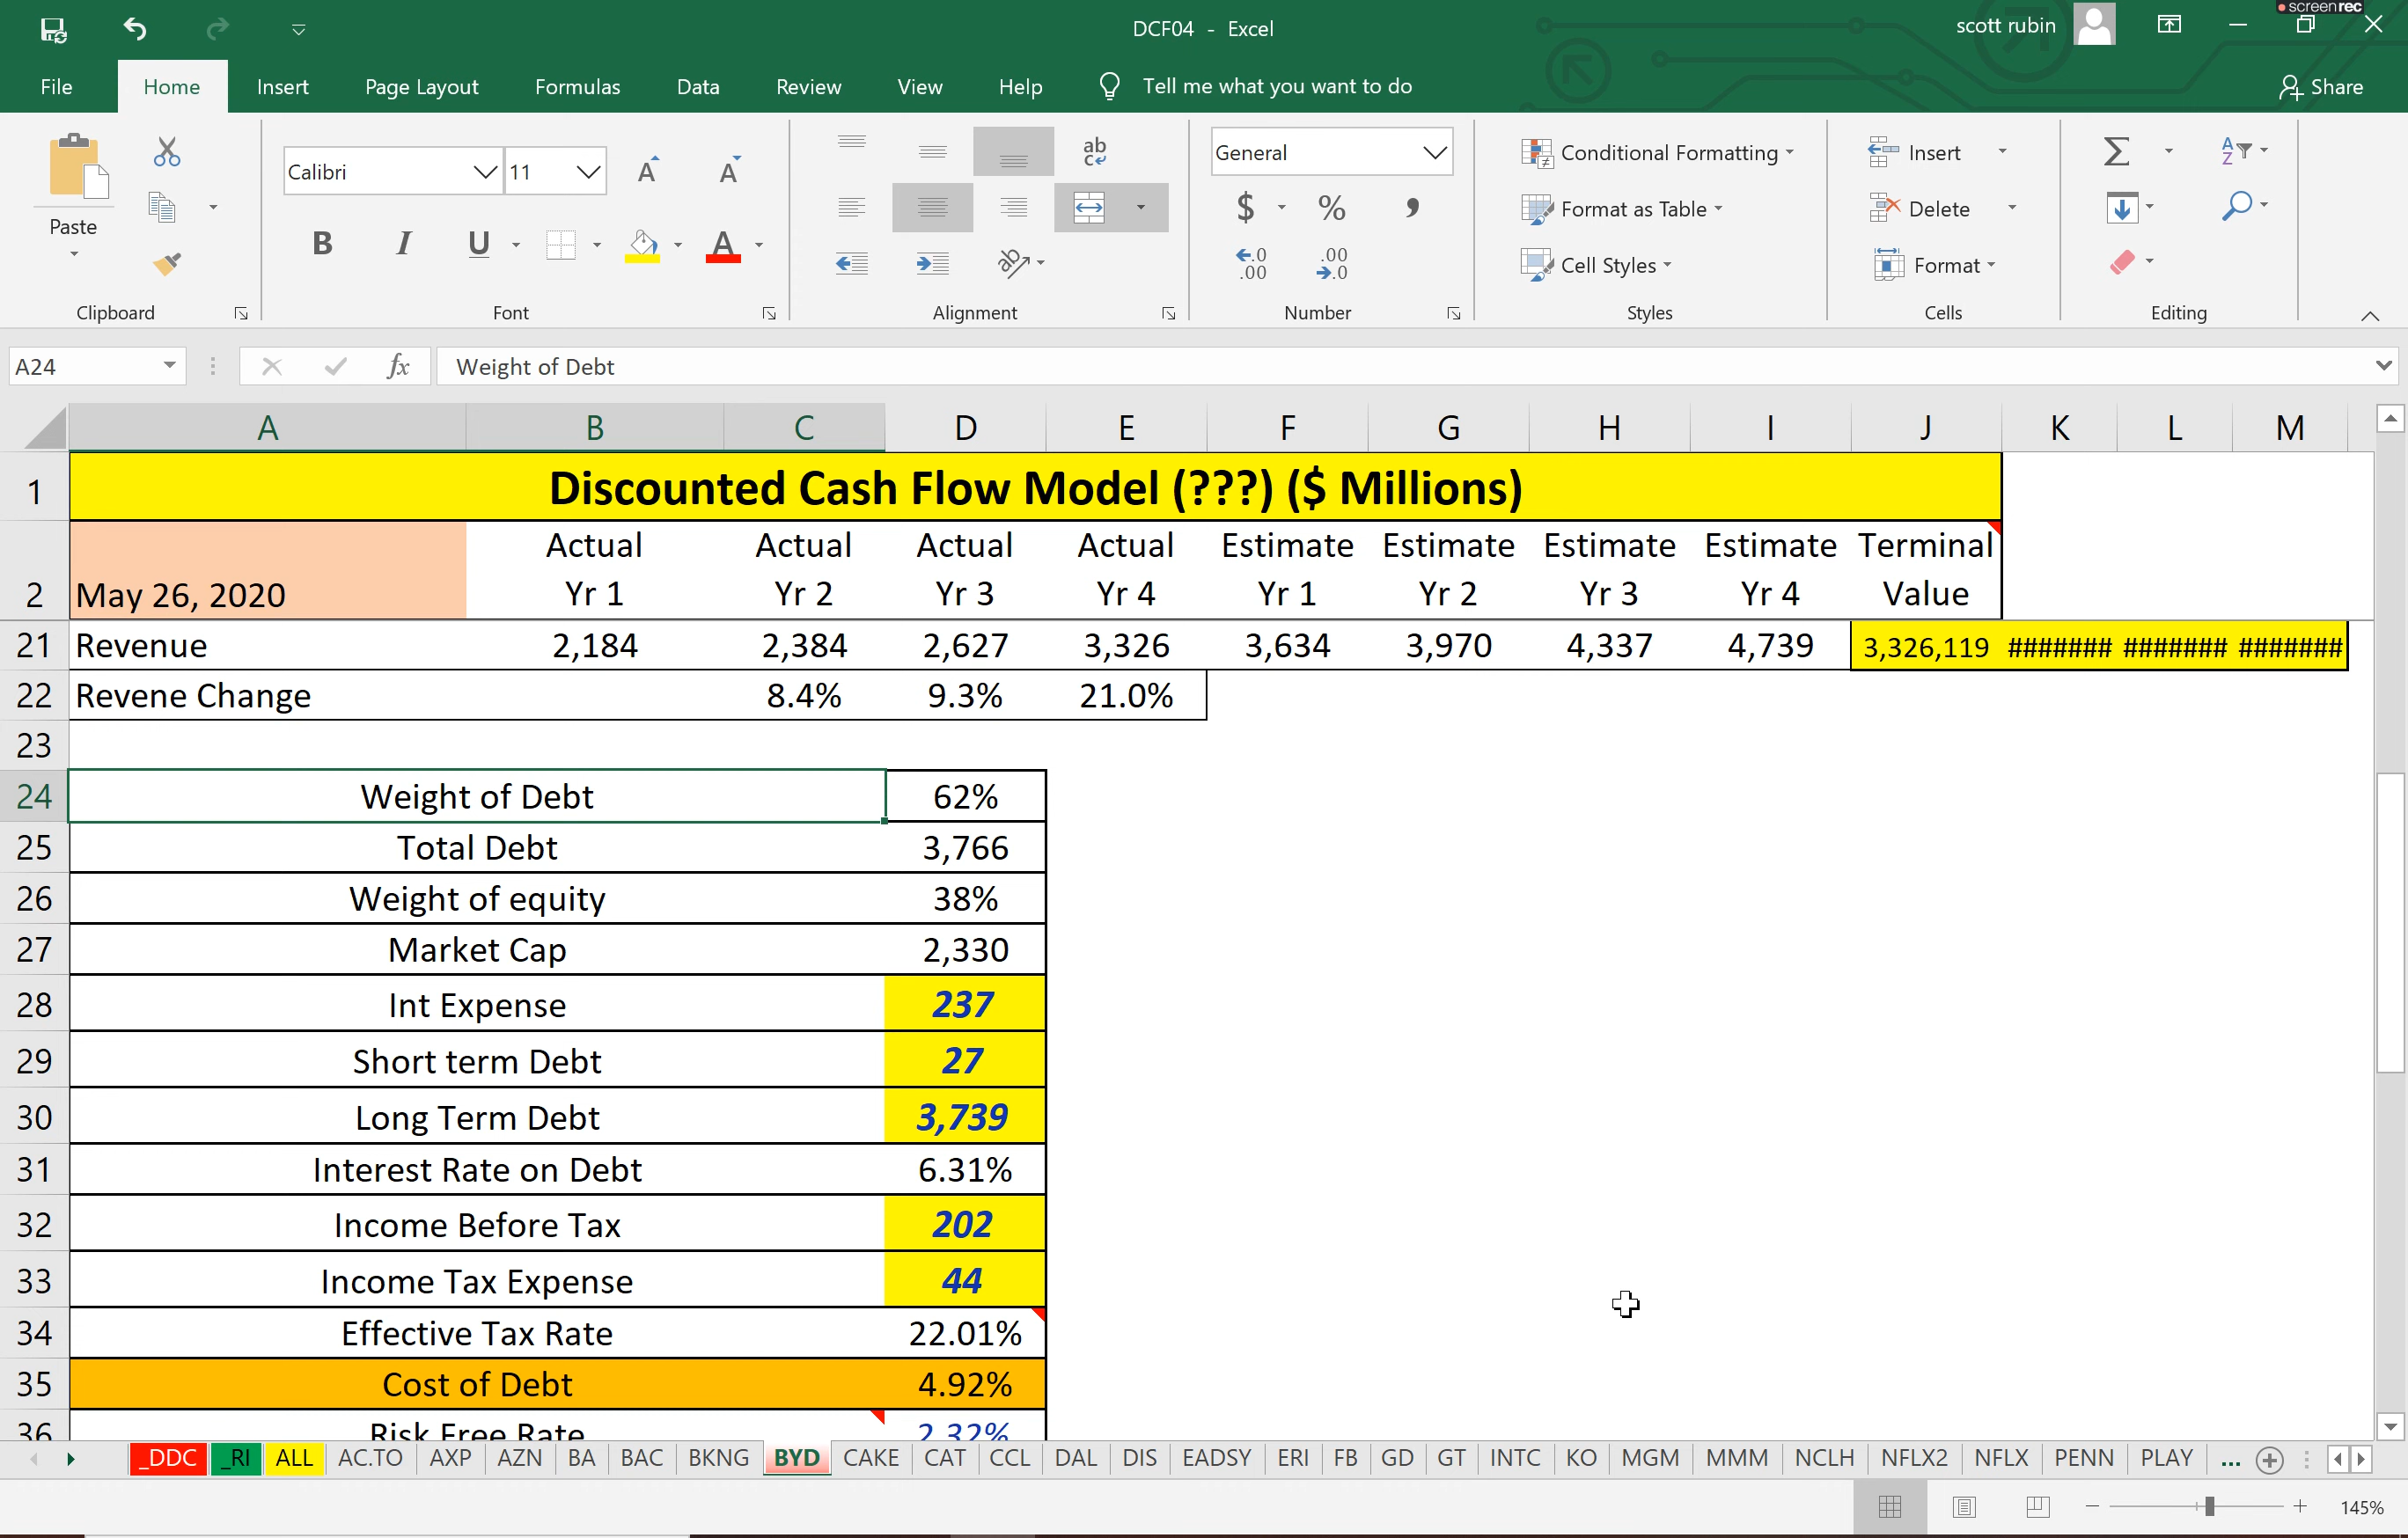 screenrec
DCF04 - Excel
scott rubin
File Home Insert Page Layout Formulas Data Review View Help Tell me what you want to do Share
Paste
Clipboard
Calibri 11
B I U A
Font
ab
c
Alignment
General
$ % ,
Number
Conditional Formatting
Format as Table
Cell Styles
Styles
Insert
Delete
Format
Cells
Editing
A24 fx Weight of Debt
A B C D E F G H I J K L M
1 Discounted Cash Flow Model (???) ($ Millions)
Actual Actual Actual Actual Estimate Estimate Estimate Estimate Terminal
2 May 26, 2020 Yr 1 Yr 2 Yr 3 Yr 4 Yr 1 Yr 2 Yr 3 Yr 4 Value
21 Revenue 2,184 2,384 2,627 3,326 3,634 3,970 4,337 4,739 3,326,119 ####### ####### #######
22 Revene Change 8.4% 9.3% 21.0%
23
24 Weight of Debt 62%
25 Total Debt 3,766
26 Weight of equity 38%
27 Market Cap 2,330
28 Int Expense 237
29 Short term Debt 27
30 Long Term Debt 3,739
31 Interest Rate on Debt 6.31%
32 Income Before Tax 202
33 Income Tax Expense 44
34 Effective Tax Rate 22.01%
35 Cost of Debt 4.92%
36 Risk Free Rate 2.32%
_DDC _RI ALL AC.TO AXP AZN BA BAC BKNG BYD CAKE CAT CCL DAL DIS EADSY ERI FB GD GT INTC KO MGM MMM NCLH NFLX2 NFLX PENN PLAY ...
145%